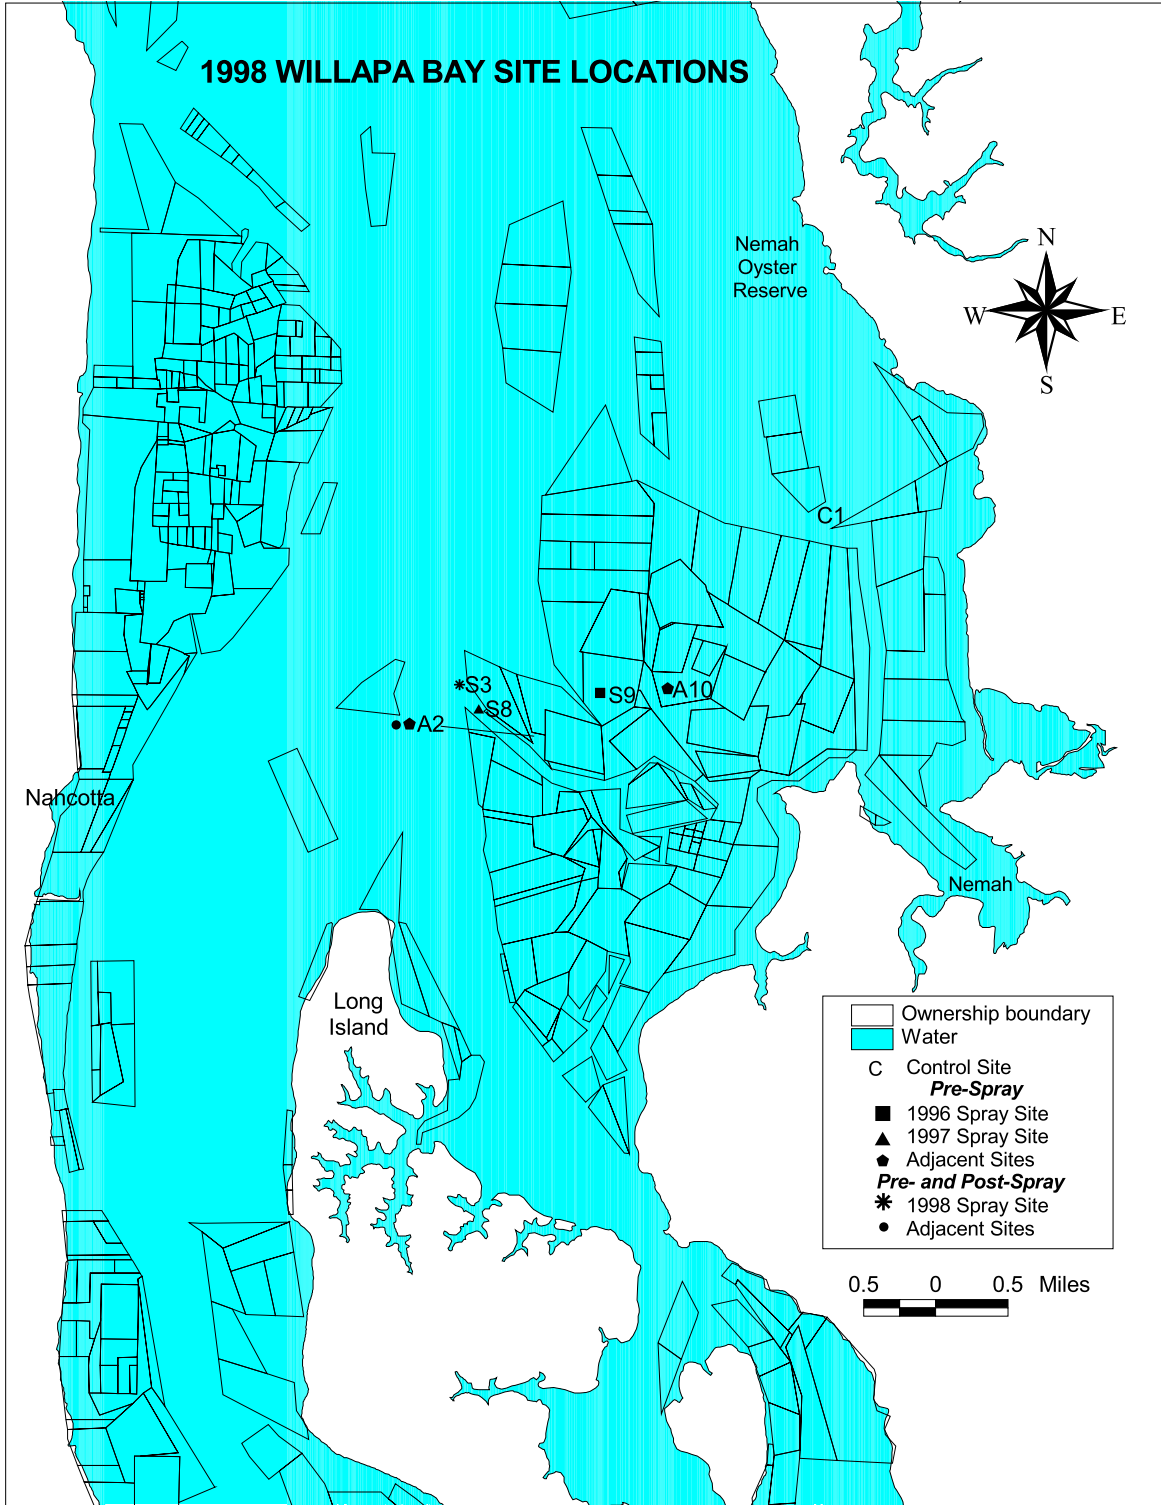 1998 WILLAPA BAY SITE LOCATIONS
Nemah
Oyster
Reserve
N
W
E
S
C1
S3
S8
S9
A10
A2
Nahcotta
Nemah
Long
Island
Ownership boundary
Water
C Control Site
Pre-Spray
1996 Spray Site
1997 Spray Site
Adjacent Sites
Pre- and Post-Spray
1998 Spray Site
Adjacent Sites
0.5 0 0.5 Miles